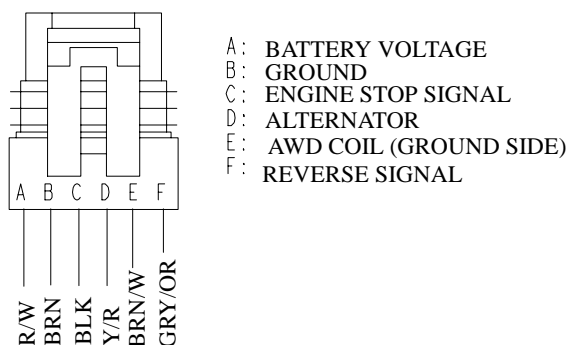 A: BATTERY VOLTAGE
B: GROUND
C: ENGINE STOP SIGNAL
D: ALTERNATOR
E: AWD COIL (GROUND SIDE)
F: REVERSE SIGNAL
A B C D E F
R/W
BRN
BLK
Y/R
BRN/W
GRY/OR